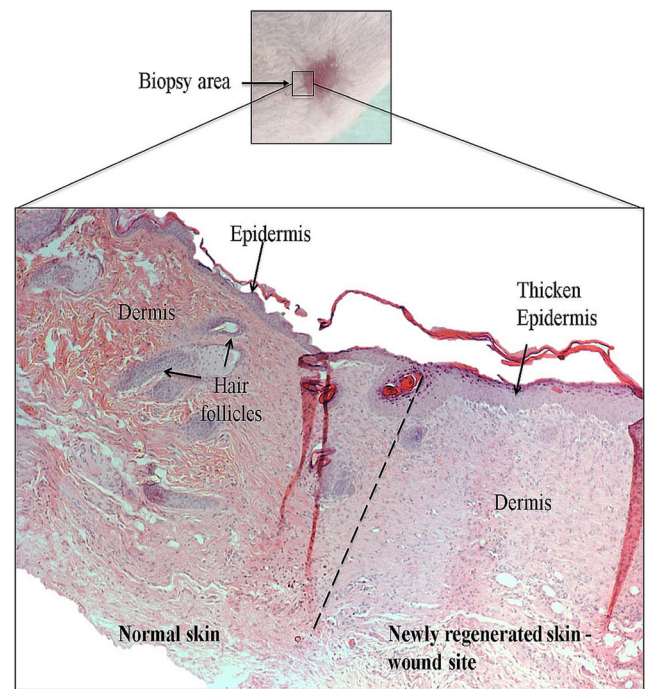 Biopsy area
Epidermis
Thicken
Epidermis
Dermis
Hair
follicles
Dermis
Normal skin
Newly regenerated skin -
wound site